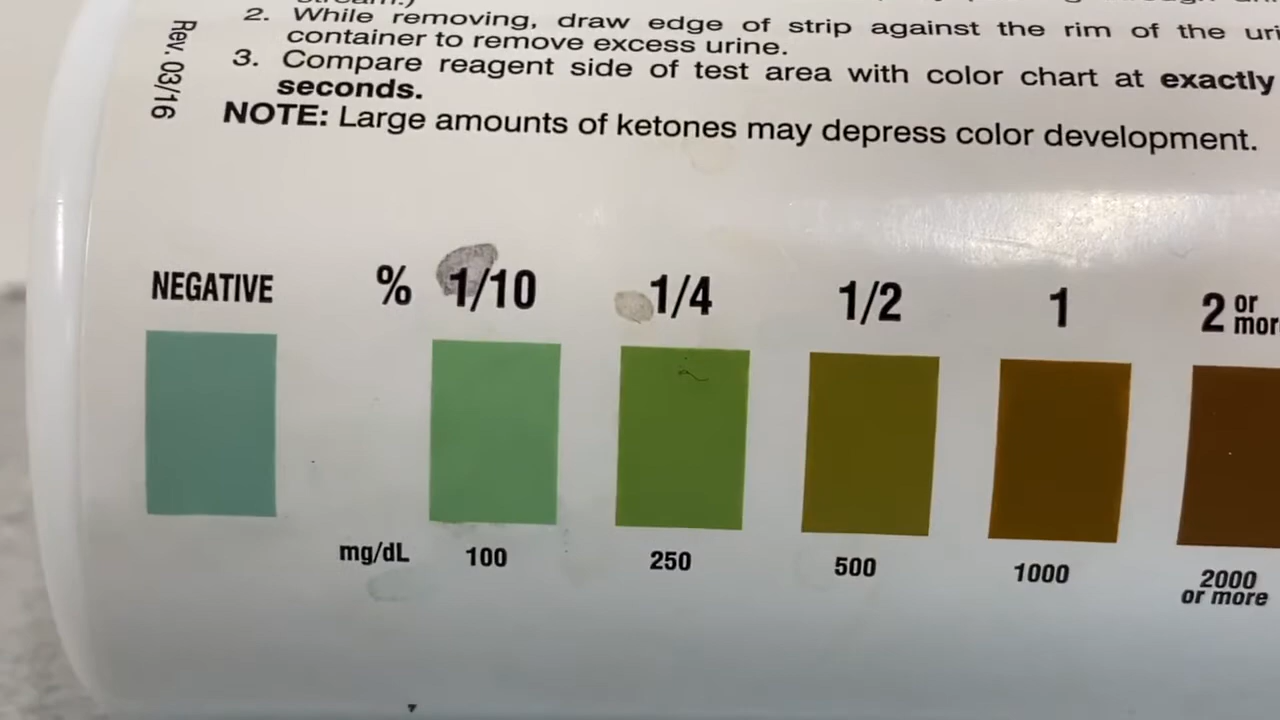 2. While removing, draw edge of strip against the rim of the
container to remove excess urine.
3. Compare reagent side of test area with color chart at exactly
seconds.
NOTE: Large amounts of ketones may depress color development.
Rev. 03/16
NEGATIVE % 1/10 1/4 1/2 1 2 or
mor
mg/dL 100 250 500 1000 2000
or more